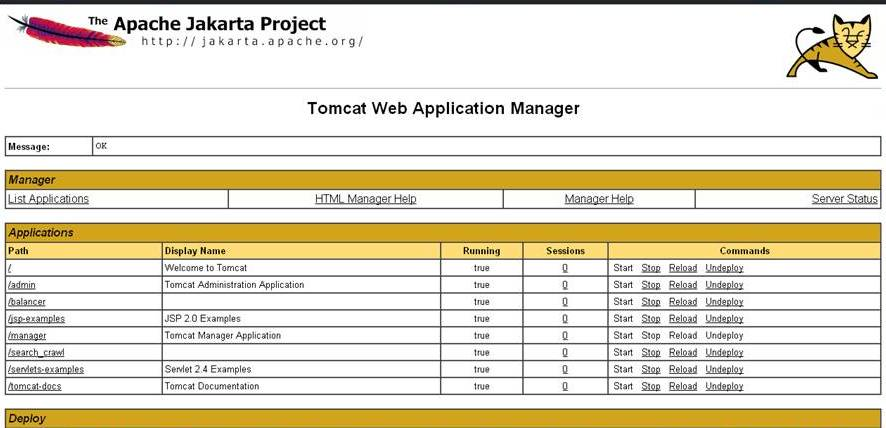 The Apache Jakarta Project
http://jakarta.apache.org/
Tomcat Web Application Manager
Message: OK
Manager
List Applications HTML Manager Help Manager Help Server Status
Applications
Path Display Name Running Sessions Commands
/ Welcome to Tomcat true 0 Start Stop Reload Undeploy
/admin Tomcat Administration Application true 0 Start Stop Reload Undeploy
/balancer true 0 Start Stop Reload Undeploy
/jsp-examples JSP 2.0 Examples true 0 Start Stop Reload Undeploy
/manager Tomcat Manager Application true 0 Start Stop Reload Undeploy
/search_crawl true 0 Start Stop Reload Undeploy
/servlets-examples Servlet 2.4 Examples true 0 Start Stop Reload Undeploy
/tomcat-docs Tomcat Documentation true 0 Start Stop Reload Undeploy
Deploy